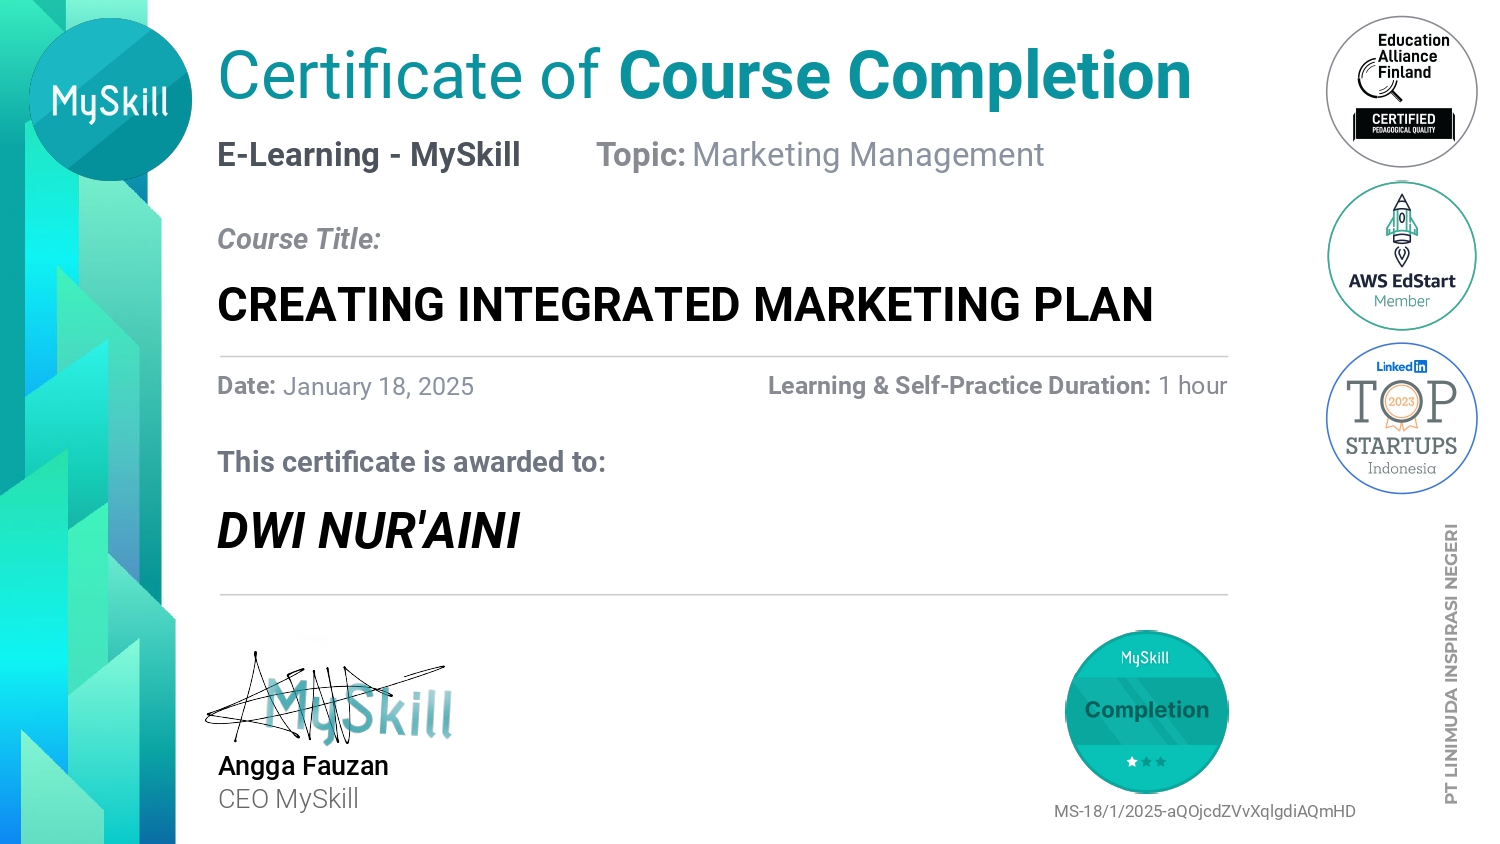 MySkill
Certificate of Course Completion
E-Learning - MySkill
Topic: Marketing Management
Course Title:
CREATING INTEGRATED MARKETING PLAN
Date: January 18, 2025
Learning & Self-Practice Duration: 1 hour
This certificate is awarded to:
DWI NUR'AINI
MySkill
Angga Fauzan
CEO MySkill
MySkill
Completion
MS-18/1/2025-aQOjcdZVvXqlgdiAQmHD
Education
Alliance
Finland
CERTIFIED
PEDAGOGICAL QUALITY
AWS EdStart
Member
Linked in
TOP
2023
STARTUPS
Indonesia
PT LINIMUDA INSPIRASI NEGERI